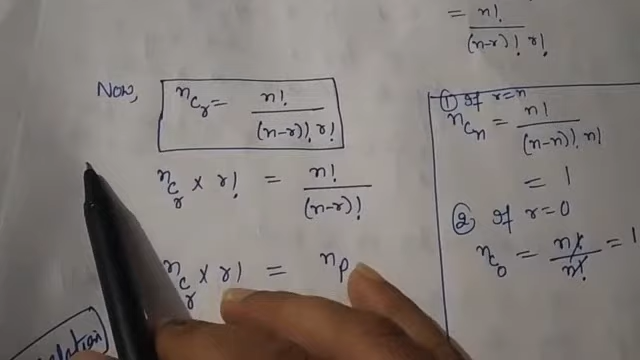 = n! / (n-r)! r!
Now, nCr = n! / (n-r)! r!
nCr × r! = n! / (n-r)!
nCr × r! = nP
① If r=n
nCn = n! / (n-n)! n!
= 1
② If r=0
nC0 = n! / n! = 1